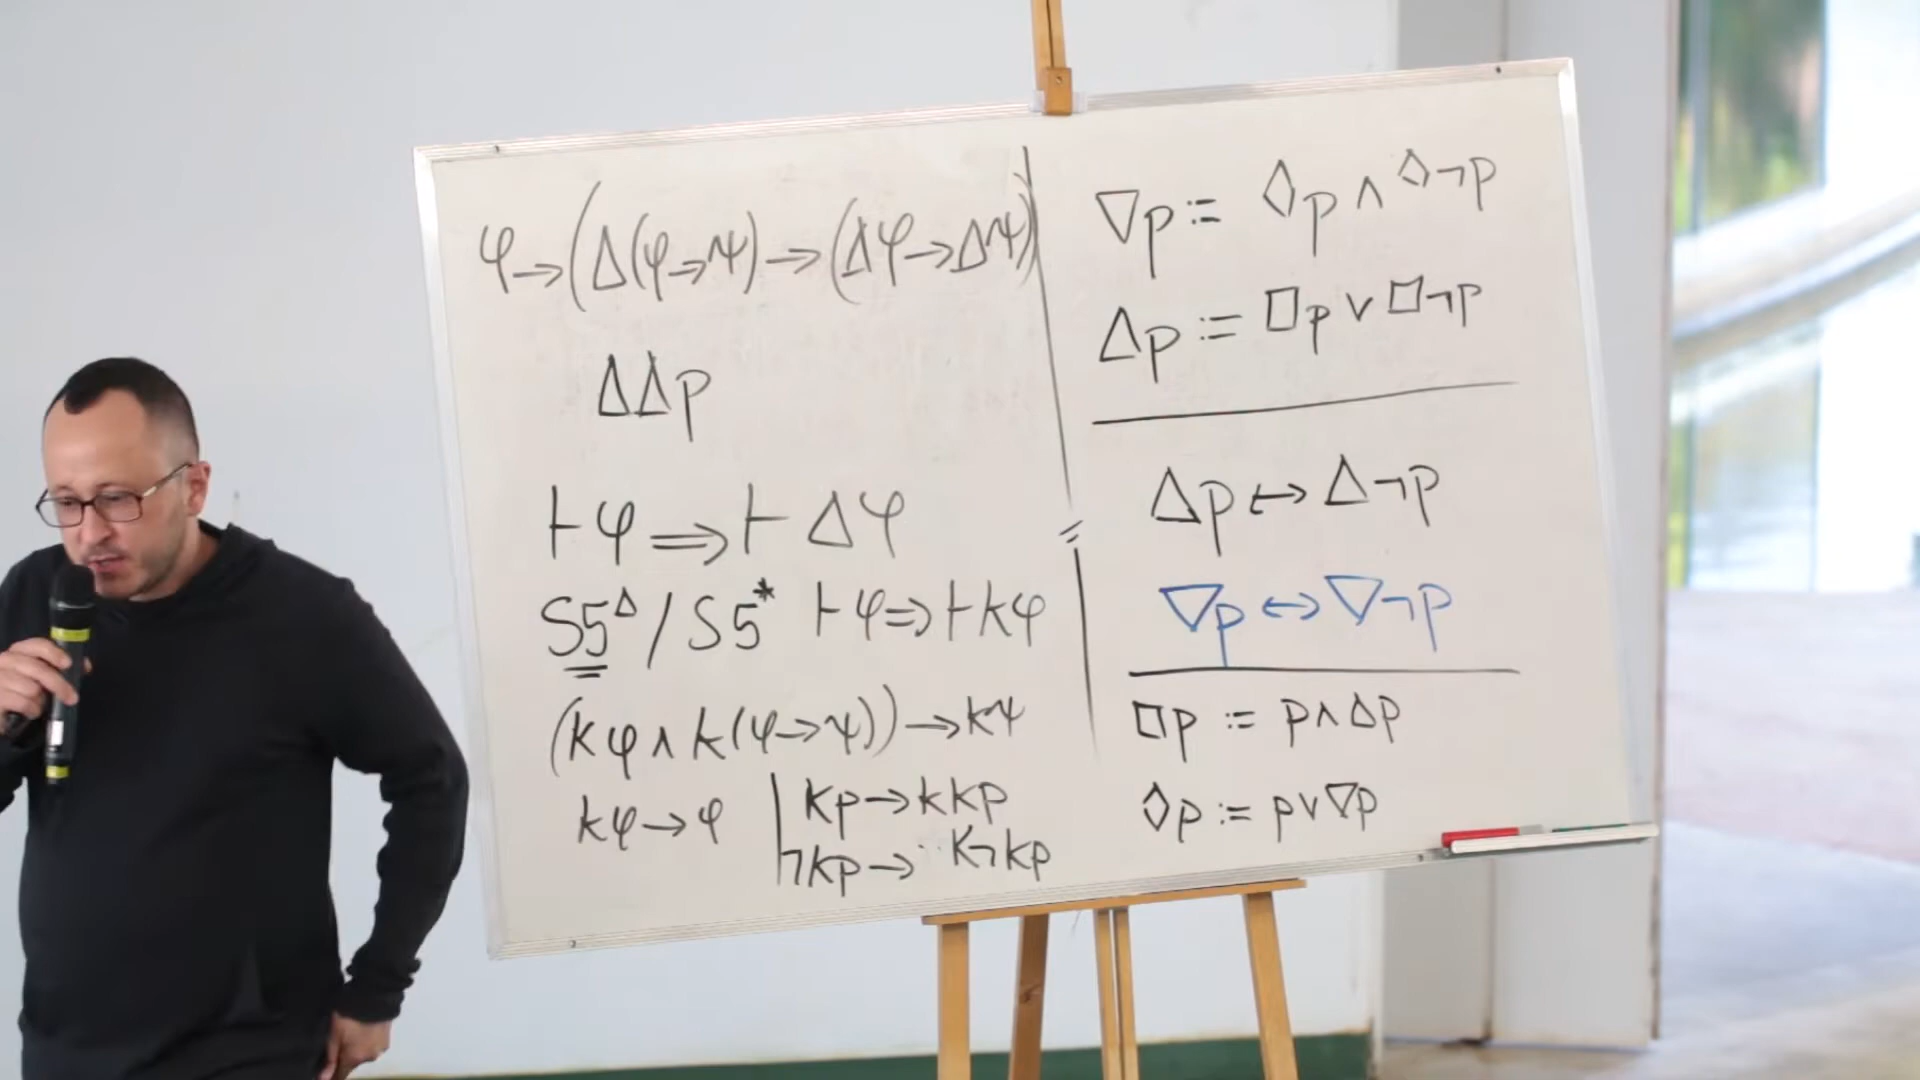 φ→(Δ(φ→ψ)→(Δφ→Δψ))
ΔΔp
⊢φ⇒⊢Δφ
S5^Δ / S5^* ⊢φ⇒⊢kφ
(kφ∧k(φ→ψ))→kψ
kφ→φ
kp→kkp
¬kp→k¬kp
∇p := ◊p∧◊¬p
Δp := □p∨□¬p
Δp↔Δ¬p
∇p↔∇¬p
□p := p∧Δp
◊p := p∨∇p